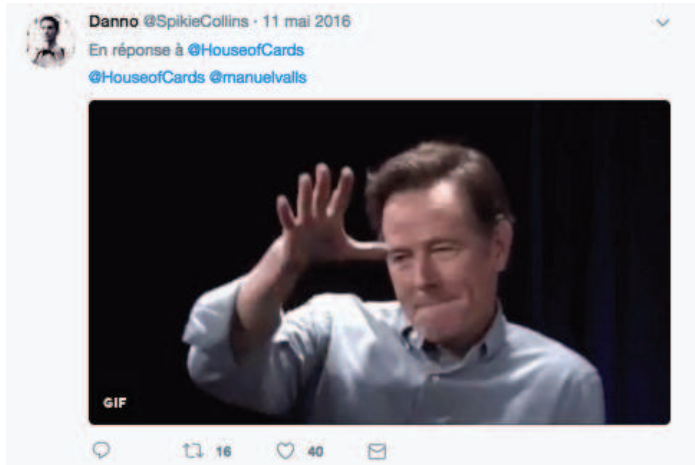 Danno @SpikieCollins · 11 mai 2016
En réponse à @HouseofCards
@HouseofCards @manuelvalls
GIF
16 40